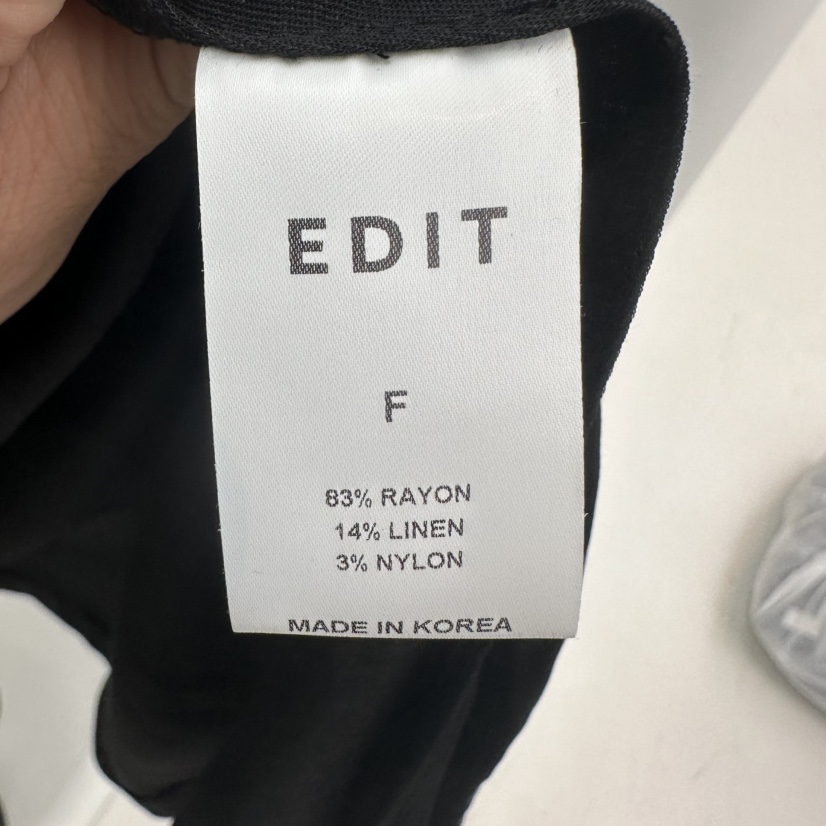 EDIT
F
83% RAYON
14% LINEN
3% NYLON
MADE IN KOREA